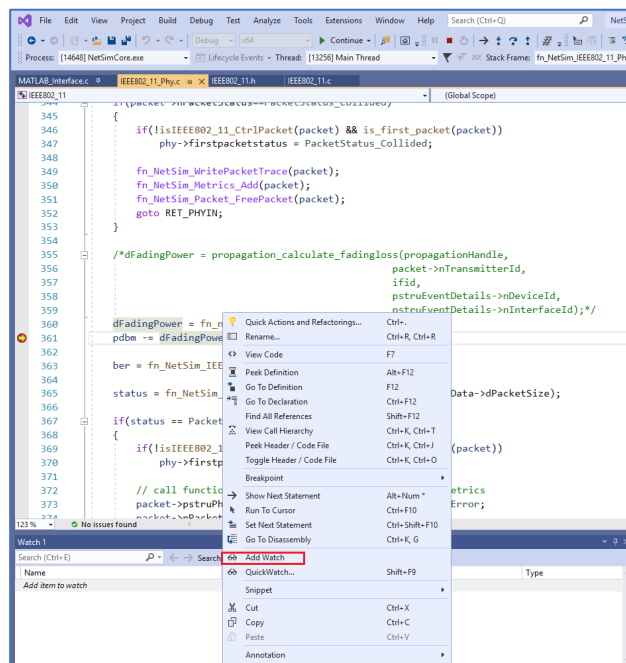 File Edit View Project Build Debug Test Analyze Tools Extensions Window Help Search (Ctrl+Q) NetS
Debug x64 Continue
Process: [14648] NetSimCore.exe Lifecycle Events Thread: [13256] Main Thread Stack Frame: fn_NetSim_IEEE802_11_Ph
MATLAB_Interface.c IEEE802_11_Phy.c IEEE802_11.h IEEE802_11.c
IEEE802_11 (Global Scope)
344 if(packet->nPacketStatus==PacketStatus_Collided)
345 {
346 if(!isIEEE802_11_CtrlPacket(packet) && is_first_packet(packet))
347 phy->firstpacketstatus = PacketStatus_Collided;
348
349 fn_NetSim_WritePacketTrace(packet);
350 fn_NetSim_Metrics_Add(packet);
351 fn_NetSim_Packet_FreePacket(packet);
352 goto RET_PHYIN;
353 }
354
355 /*dFadingPower = propagation_calculate_fadingloss(propagationHandle,
356 packet->nTransmitterId,
357 ifid,
358 pstruEventDetails->nDeviceId,
359 pstruEventDetails->nInterfaceId);*/
360 dFadingPower = fn_n
361 pdbm -= dFadingPowe
362
363 ber = fn_NetSim_IEE
364
365 status = fn_NetSim_ Data->dPacketSize);
366
367 if(status == Packet
368 {
369 if(!isIEEE802_1 (packet))
370 phy->firstp
371
372 // call functio etrics
373 packet->pstruPh Error;
374 packet->nPacket
Quick Actions and Refactorings... Ctrl+.
Rename... Ctrl+R, Ctrl+R
View Code F7
Peek Definition Alt+F12
Go To Definition F12
Go To Declaration Ctrl+F12
Find All References Shift+F12
View Call Hierarchy Ctrl+K, Ctrl+T
Peek Header / Code File Ctrl+K, Ctrl+J
Toggle Header / Code File Ctrl+K, Ctrl+O
Breakpoint
Show Next Statement Alt+Num *
Run To Cursor Ctrl+F10
Set Next Statement Ctrl+Shift+F10
Go To Disassembly Ctrl+K, G
Add Watch
QuickWatch... Shift+F9
Snippet
Cut Ctrl+X
Copy Ctrl+C
Paste Ctrl+V
Annotation
123 % No issues found
Watch 1
Search (Ctrl+E) Search
Name Type
Add item to watch